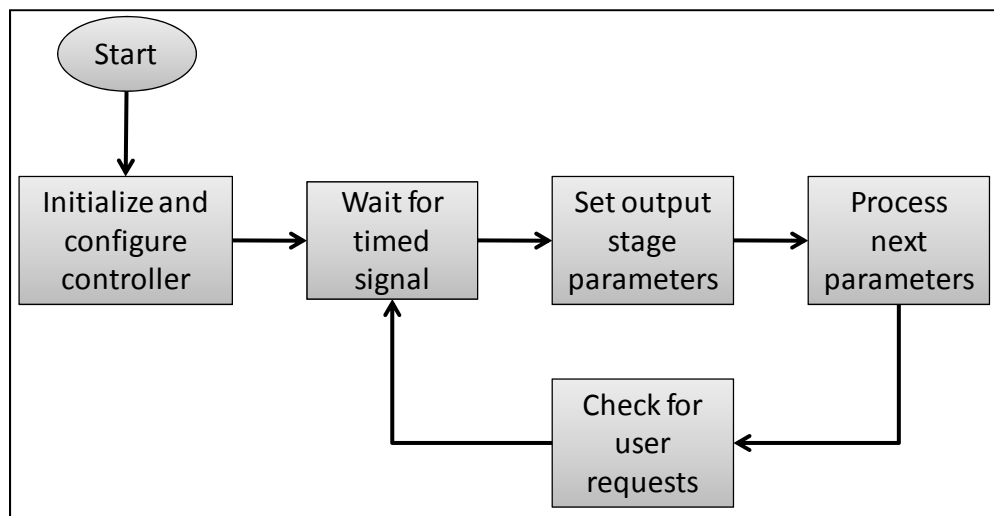 Start
Initialize and
configure
controller
Wait for
timed
signal
Set output
stage
parameters
Process
next
parameters
Check for
user
requests